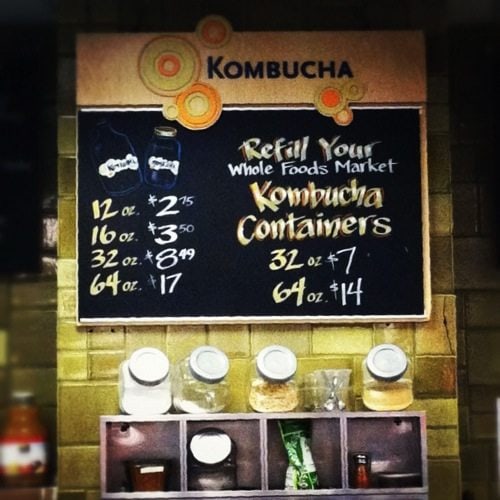 KOMBUCHA
12 oz. $2.75
16 oz. $3.50
32 oz. $8.49
64 oz. $17
Refill Your
Whole Foods Market
Kombucha
Containers
32 oz $7
64 oz. $14